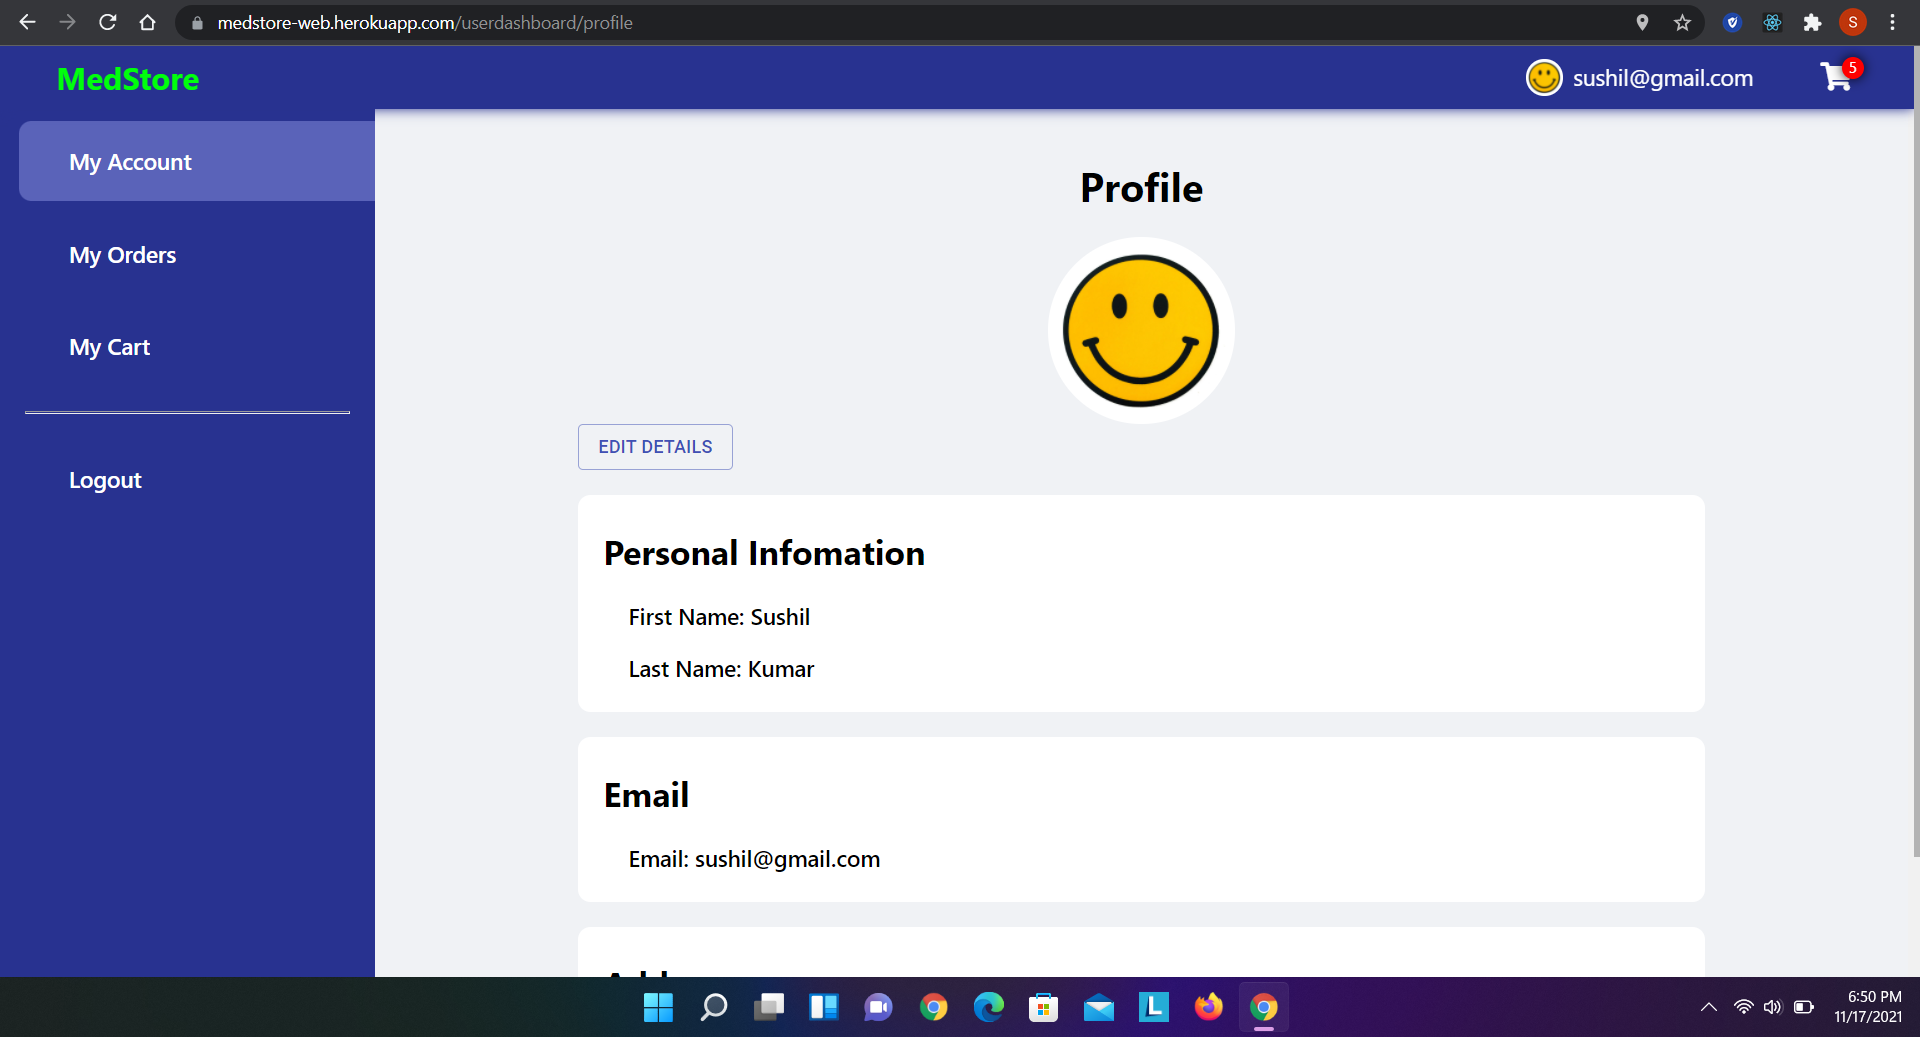 medstore-web.herokuapp.com/userdashboard/profile
S
MedStore
sushil@gmail.com
5
My Account
My Orders
My Cart
Logout
Profile
EDIT DETAILS
Personal Infomation
First Name: Sushil
Last Name: Kumar
Email
Email: sushil@gmail.com
L
6:50 PM
11/17/2021